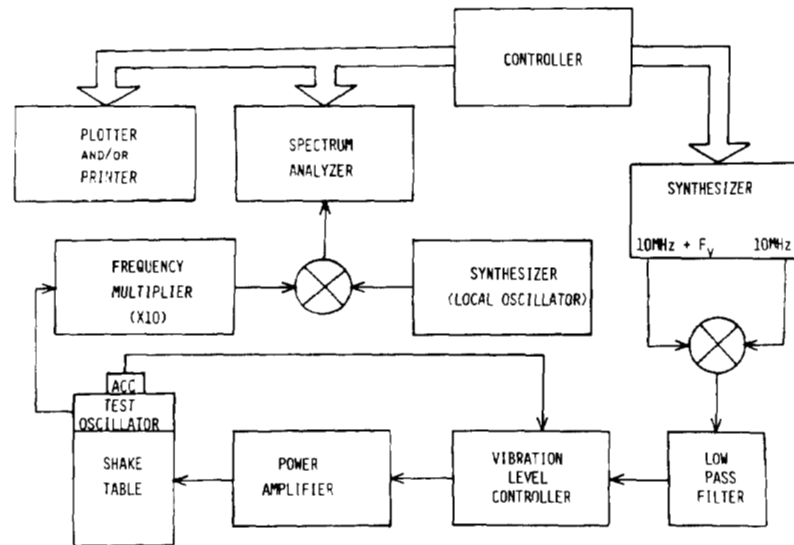 CONTROLLER
PLOTTER
AND/OR
PRINTER
SPECTRUM
ANALYZER
SYNTHESIZER
10MHz + Fv 10MHz
FREQUENCY
MULTIPLIER
(X10)
SYNTHESIZER
(LOCAL OSCILLATOR)
ACC
TEST
OSCILLATOR
SHAKE
TABLE
POWER
AMPLIFIER
VIBRATION
LEVEL
CONTROLLER
LOW
PASS
FILTER